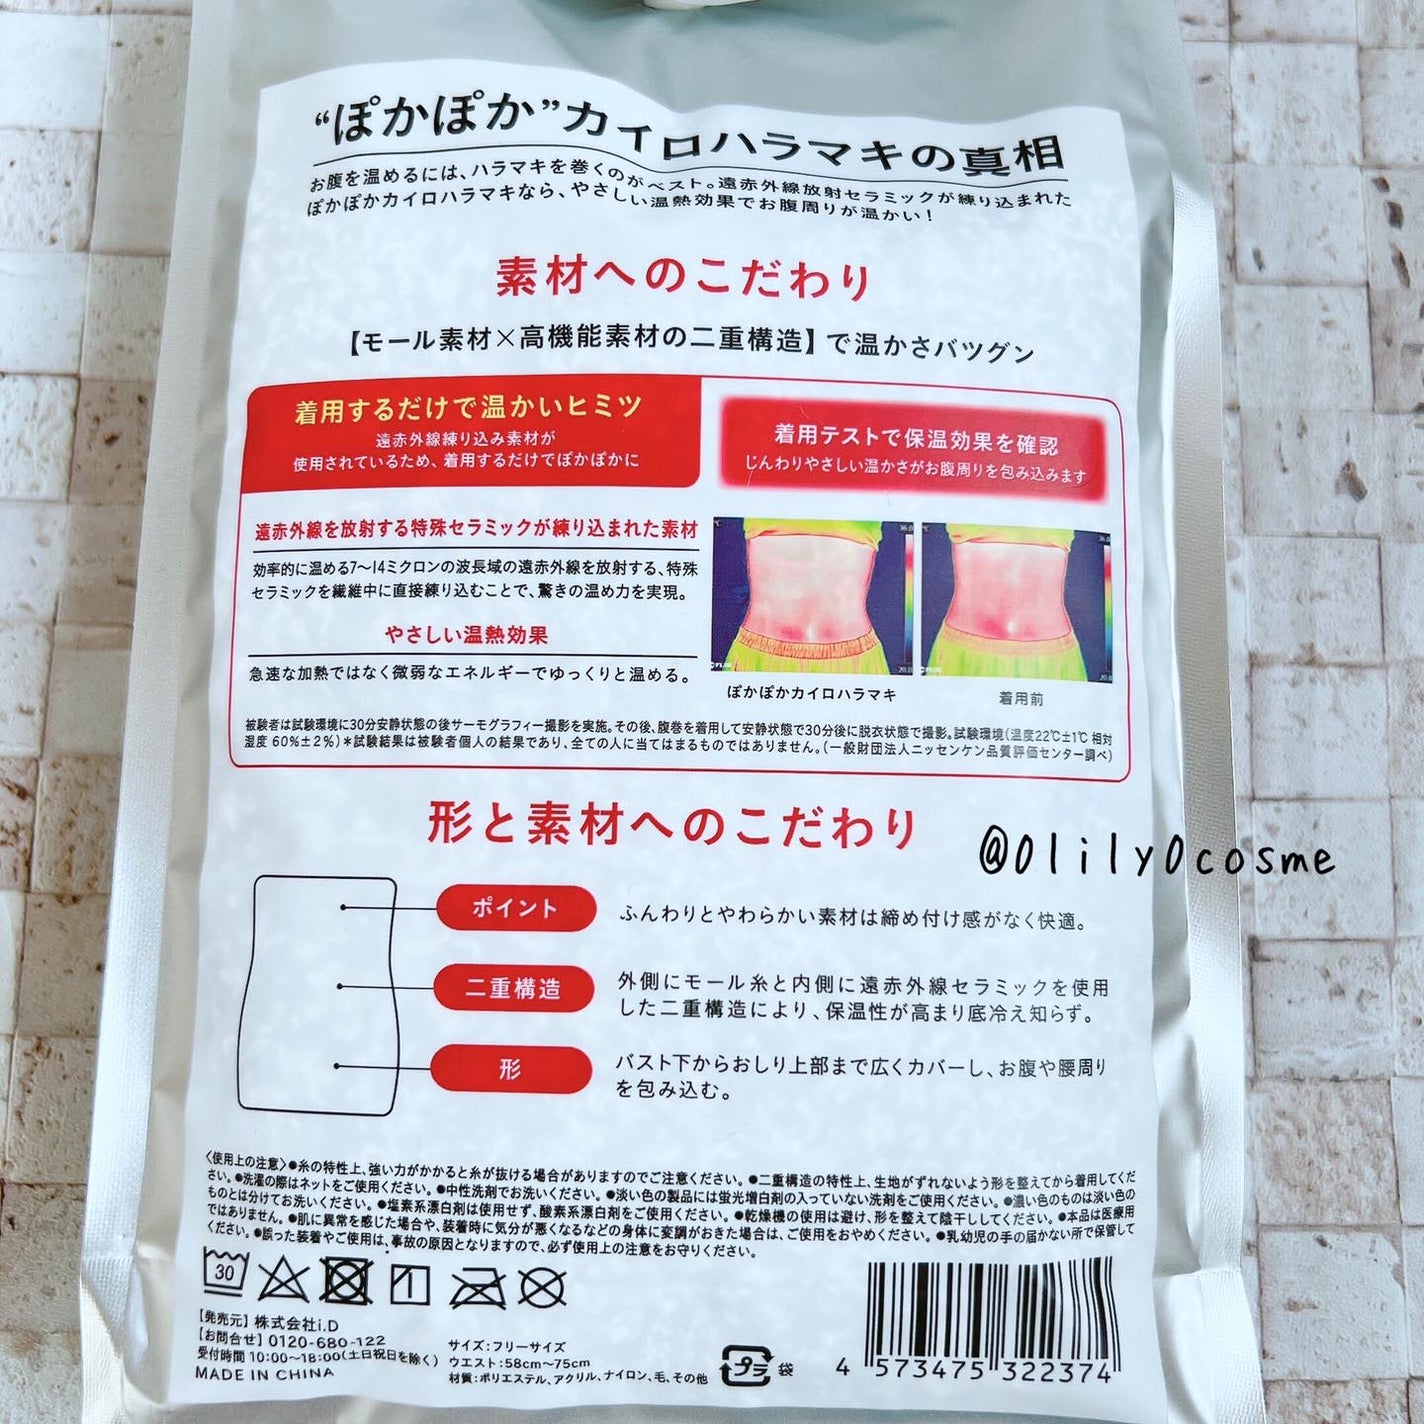 “ぽかぽか”カイロハラマキの真相
お腹を温めるには、ハラマキを巻くのがベスト。遠赤外線放射セラミックが練り込まれた
ぽかぽかカイロハラマキなら、やさしい温熱効果でお腹周りが温かい!
素材へのこだわり
【モール素材×高機能素材の二重構造】で温かさバツグン
着用するだけで温かいヒミツ
遠赤外線練り込み素材が
使用されているため、着用するだけでぽかぽかに
着用テストで保温効果を確認
じんわりやさしい温かさがお腹周りを包み込みます
遠赤外線を放射する特殊セラミックが練り込まれた素材
効率的に温める7〜14ミクロンの波長域の遠赤外線を放射する、特殊
セラミックを繊維中に直接練り込むことで、驚きの温め力を実現。
やさしい温熱効果
急速な加熱ではなく微弱なエネルギーでゆっくりと温める。
ぽかぽかカイロハラマキ
着用前
被験者は試験環境に30分安静状態の後サーモグラフィー撮影を実施。その後、腹巻を着用して安静状態で30分後に脱衣状態で撮影。試験環境(温度22℃±1℃ 相対
湿度 60%±2%)*試験結果は被験者個人の結果であり、全ての人に当てはまるものではありません。(一般財団法人ニッセンケン品質評価センター調べ)
形と素材へのこだわり
@0lily0cosme
ポイント
ふんわりとやわらかい素材は締め付け感がなく快適。
二重構造
外側にモール糸と内側に遠赤外線セラミックを使用
した二重構造により、保温性が高まり底冷え知らず。
形
バスト下からおしり上部まで広くカバーし、お腹や腰周り
を包み込む。
〈使用上の注意〉●糸の特性上、強い力がかかると糸が抜ける場合がありますのでご注意ください。●二重構造の特性上、生地がずれないよう形を整えてから着用してくだ
さい。●洗濯の際はネットをご使用ください。●中性洗剤でお洗いください。●淡い色の製品には蛍光増白剤の入っていない洗剤をご使用ください。●濃い色のものは淡い色の
ものとは分けてお洗いください。●塩素系漂白剤は使用せず、酸素系漂白剤をご使用ください。●乾燥機の使用は避け、形を整えて陰干ししてください。●本品は医療用
ではありません。●肌に異常を感じた場合や、装着時に気分が悪くなるなどの身体に変調がおきた場合は、ご使用をおやめください。●乳幼児の手の届かない所で保管して
ください。●誤った装着やご使用は、事故の原因となりますので、必ず使用上の注意をお守りください。
30
【発売元】株式会社i.D
【お問合せ】0120-680-122
受付時間 10:00〜18:00(土日祝日を除く)
MADE IN CHINA
サイズ:フリーサイズ
ウエスト:58cm〜75cm
材質:ポリエステル、アクリル、ナイロン、毛、その他
プラ 袋
4 573475 322374